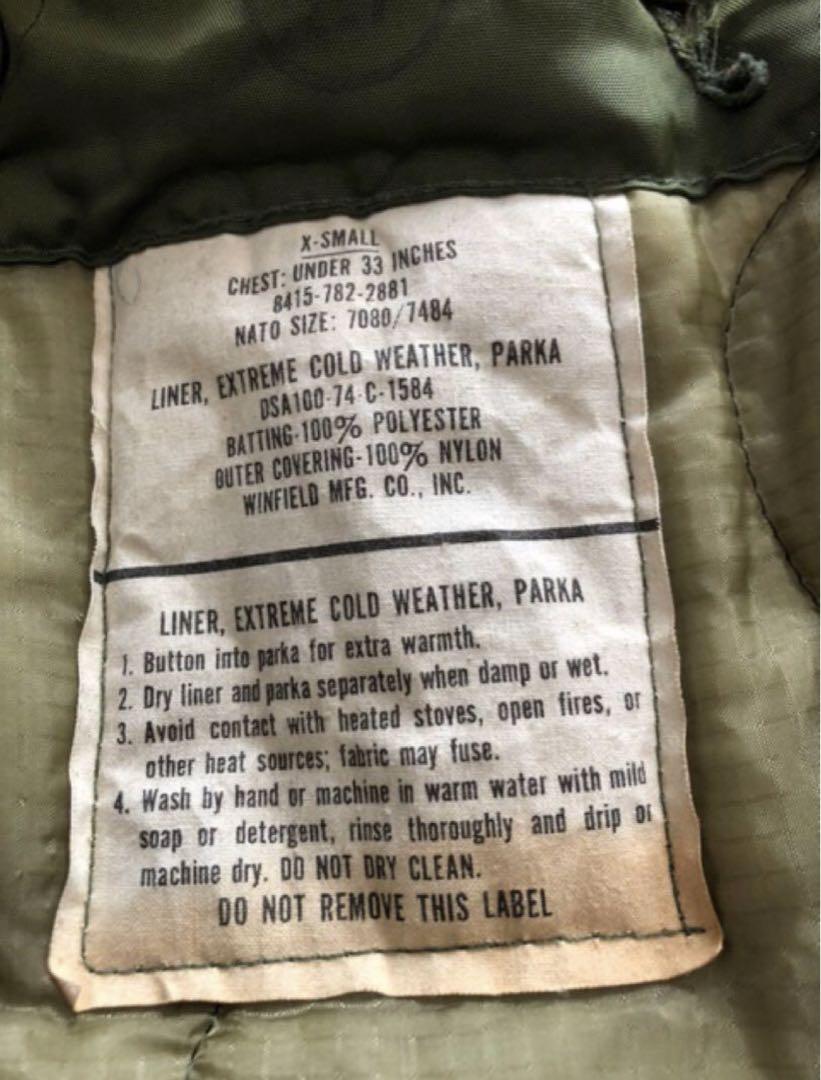 X-SMALL
CHEST: UNDER 33 INCHES
8415-782-2881
NATO SIZE: 7080/7484
LINER, EXTREME COLD WEATHER, PARKA
DSA100-74-C-1584
BATTING-100% POLYESTER
OUTER COVERING-100% NYLON
WINFIELD MFG. CO., INC.
LINER, EXTREME COLD WEATHER, PARKA
1. Button into parka for extra warmth.
2. Dry liner and parka separately when damp or wet.
3. Avoid contact with heated stoves, open fires, or
other heat sources; fabric may fuse.
4. Wash by hand or machine in warm water with mild
soap or detergent, rinse thoroughly and drip or
machine dry. DO NOT DRY CLEAN.
DO NOT REMOVE THIS LABEL